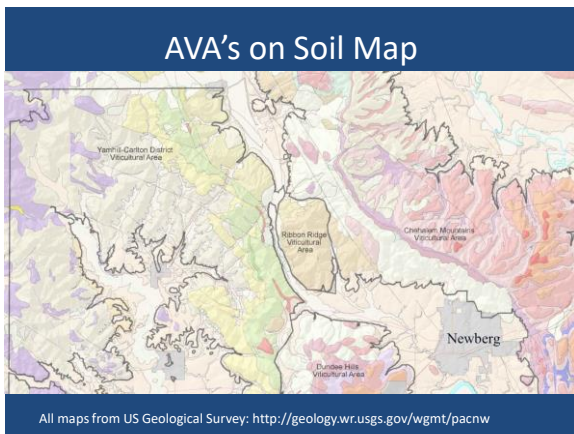 AVA's on Soil Map
Yamhill-Carlton District
Viticultural Area
Ribbon Ridge
Viticultural
Area
Chehalem Mountains
Viticultural Area
Newberg
Dundee Hills
Viticultural Area
All maps from US Geological Survey: http://geology.wr.usgs.gov/wgmt/pacnw